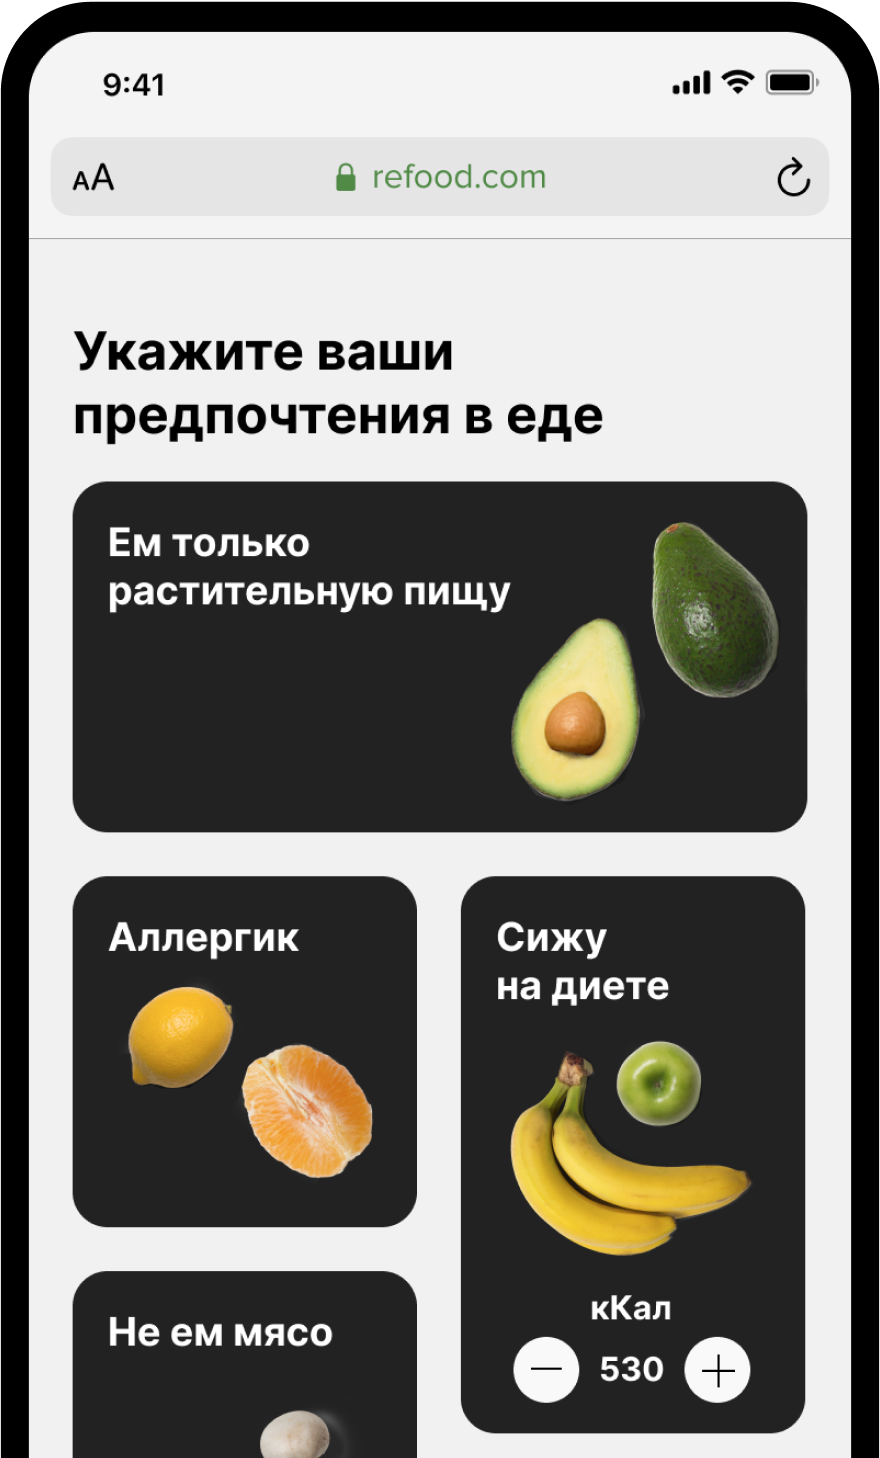 9:41
AA
refood.com
Укажите ваши
предпочтения в еде
Ем только
растительную пищу
Аллергик
Сижу
на диете
кКал
530
Не ем мясо